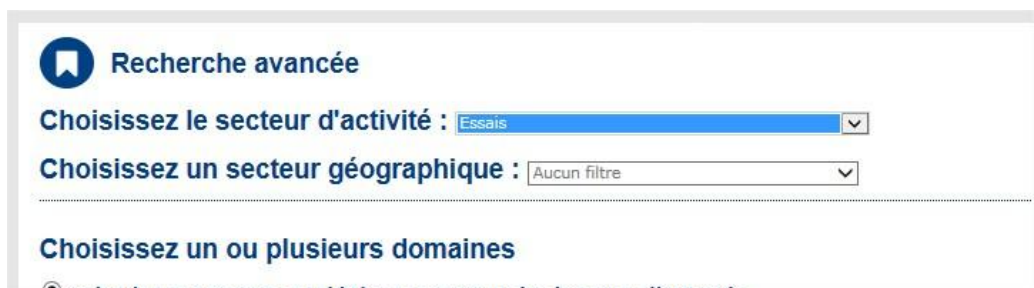 Recherche avancée
Choisissez le secteur d'activité : Essais
Choisissez un secteur géographique : Aucun filtre
Choisissez un ou plusieurs domaines